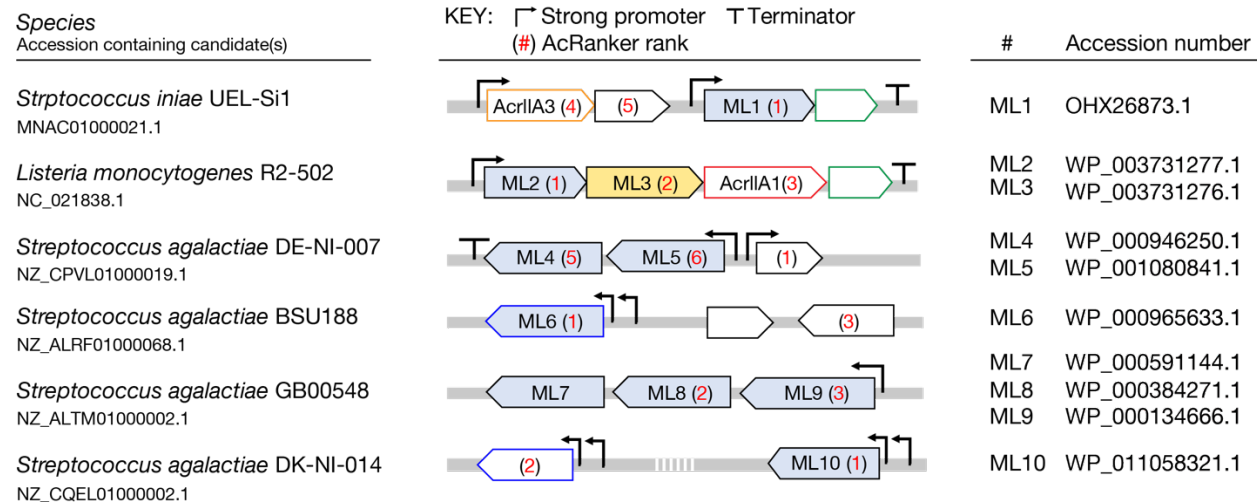 Species
Accession containing candidate(s)
KEY: Strong promoter Terminator
(#) AcRanker rank
# Accession number
Strptococcus iniae UEL-Si1
MNAC01000021.1
AcrIIA3 (4) (5) ML1 (1)
ML1 OHX26873.1
Listeria monocytogenes R2-502
NC_021838.1
ML2 (1) ML3 (2) AcrIIA1(3)
ML2 WP_003731277.1
ML3 WP_003731276.1
Streptococcus agalactiae DE-NI-007
NZ_CPVL01000019.1
ML4 (5) ML5 (6) (1)
ML4 WP_000946250.1
ML5 WP_001080841.1
Streptococcus agalactiae BSU188
NZ_ALRF01000068.1
ML6 (1) (3)
ML6 WP_000965633.1
Streptococcus agalactiae GB00548
NZ_ALTM01000002.1
ML7 ML8 (2) ML9 (3)
ML7 WP_000591144.1
ML8 WP_000384271.1
ML9 WP_000134666.1
Streptococcus agalactiae DK-NI-014
NZ_CQEL01000002.1
(2) ML10 (1)
ML10 WP_011058321.1